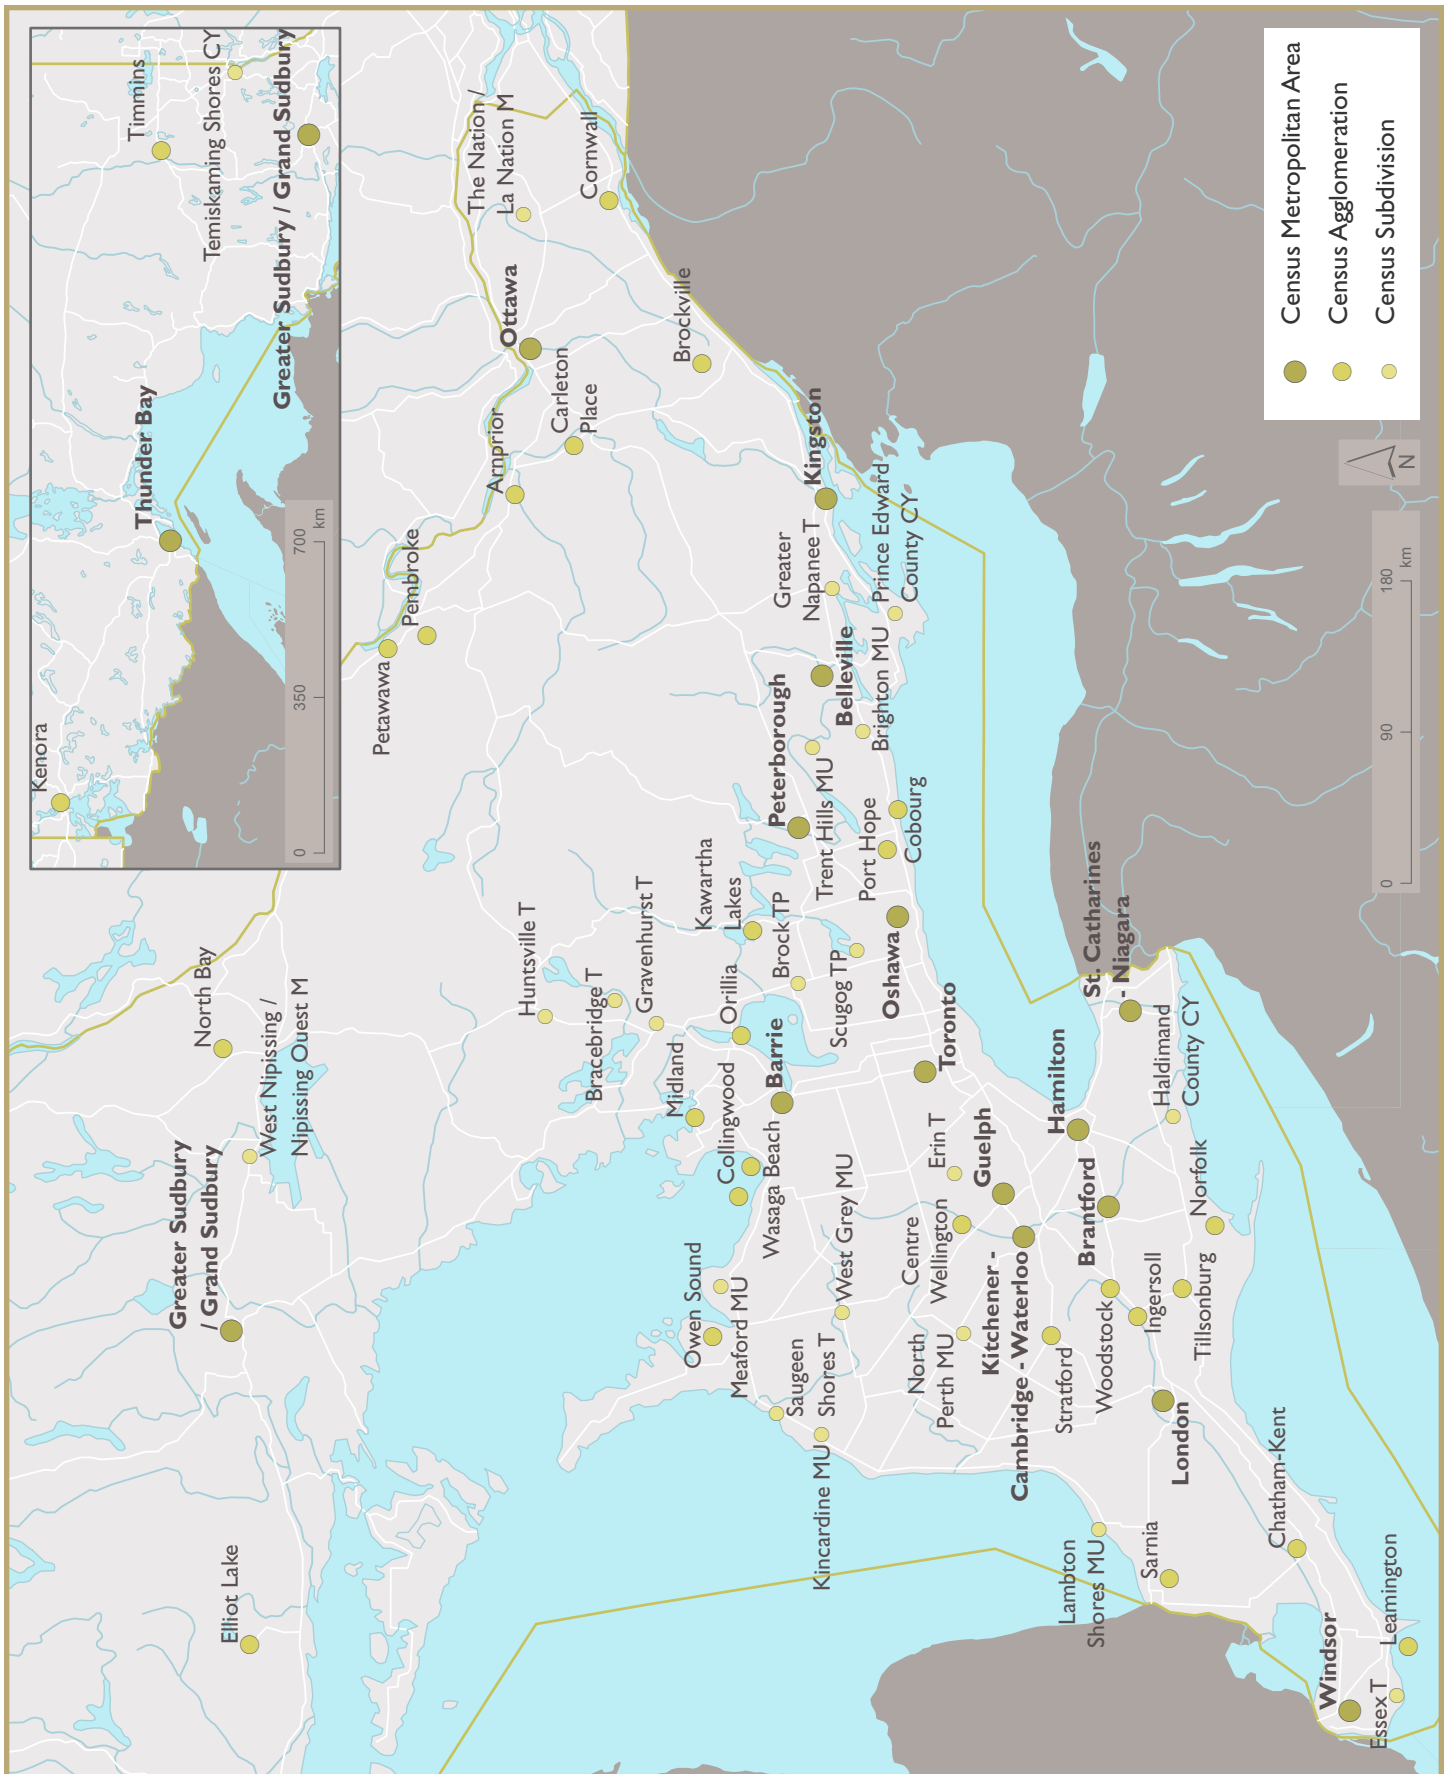 Kenora
Thunder Bay
Timmins
Temiskaming Shores CY
Greater Sudbury / Grand Sudbury
0
350
700
km
Elliot Lake
Greater Sudbury
/ Grand Sudbury
North Bay
West Nipissing /
Nipissing Ouest M
Petawawa
Pembroke
Arnprior
Carleton
Place
Ottawa
The Nation /
La Nation M
Cornwall
Brockville
Kingston
Greater
Napanee T
Prince Edward
County CY
Belleville
Brighton MU
Trent Hills MU
Peterborough
Port Hope
Cobourg
Kawartha
Lakes
Brock TP
Scugog TP
Oshawa
Huntsville T
Bracebridge T
Gravenhurst T
Orillia
Midland
Barrie
Collingwood
Wasaga Beach
Toronto
Owen Sound
Meaford MU
Saugeen
Shores T
Kincardine MU
West Grey MU
Erin T
Centre
Wellington
Guelph
North
Perth MU
Kitchener -
Cambridge - Waterloo
Stratford
Hamilton
St. Catharines
- Niagara
Haldimand
County CY
Brantford
Norfolk
Woodstock
Ingersoll
Tillsonburg
London
Lambton
Shores MU
Sarnia
Chatham-Kent
Windsor
Essex T
Leamington
Census Metropolitan Area
Census Agglomeration
Census Subdivision
N
0
90
180
km